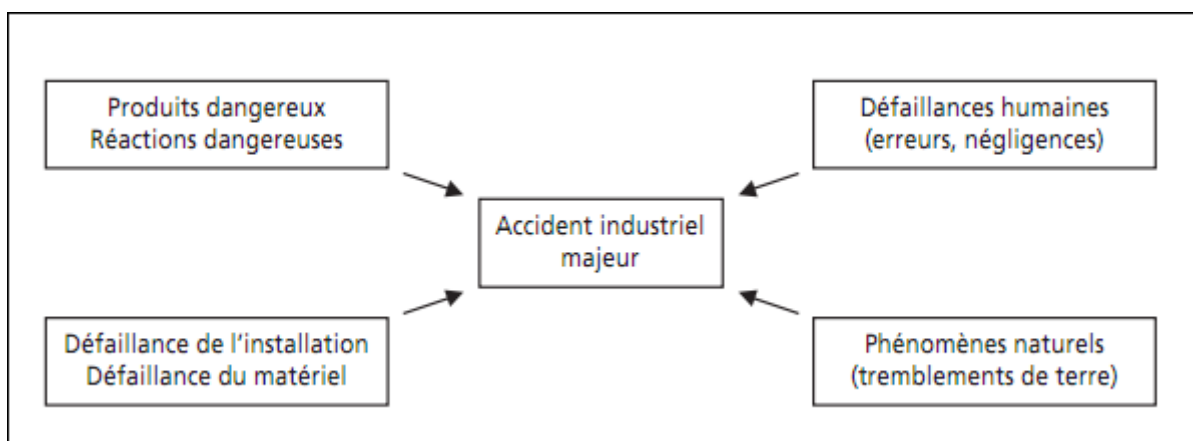 Produits dangereux
Réactions dangereuses
Défaillances humaines
(erreurs, négligences)
Accident industriel
majeur
Défaillance de l'installation
Défaillance du matériel
Phénomènes naturels
(tremblements de terre)